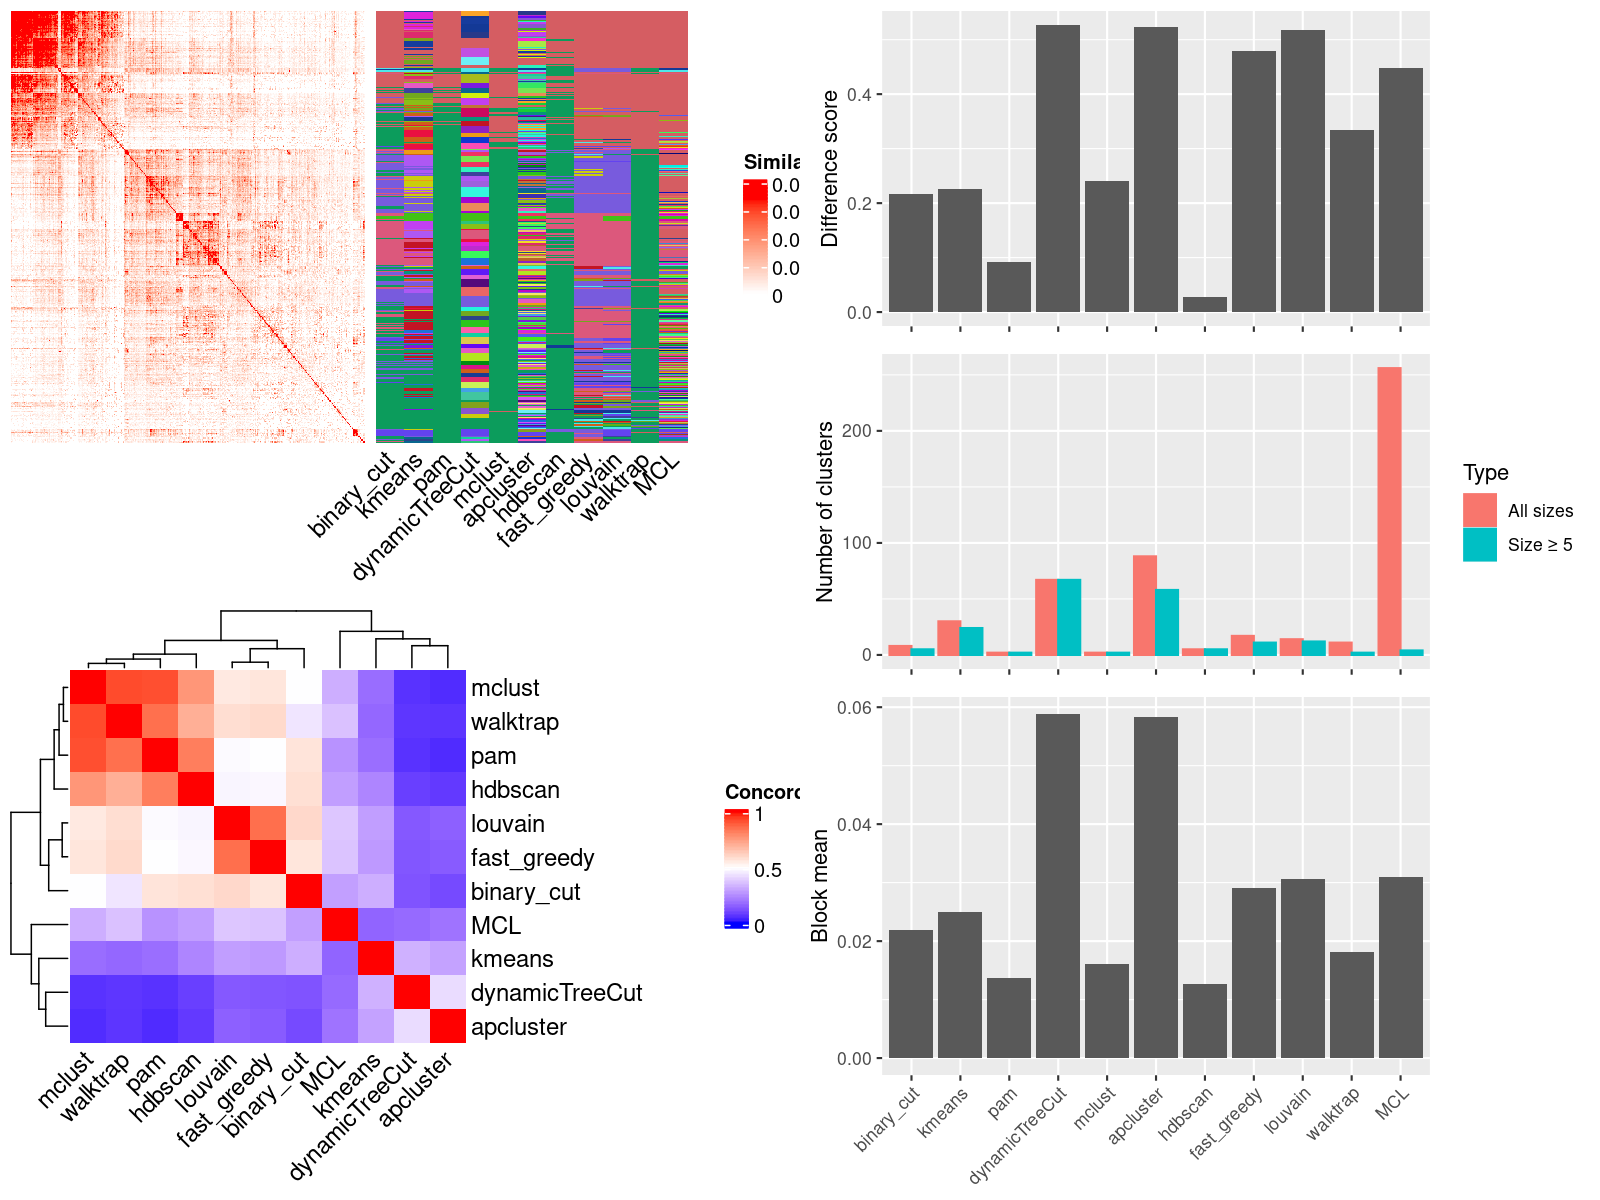 Simila
0.0
0.0
0.0
0.0
0
binary_cut
kmeans
pam
dynamicTreeCut
mclust
apcluster
hdbscan
fast_greedy
louvain
walktrap
MCL
mclust
walktrap
pam
hdbscan
louvain
fast_greedy
binary_cut
MCL
kmeans
dynamicTreeCut
apcluster
mclust
walktrap
pam
hdbscan
louvain
fast_greedy
binary_cut
MCL
kmeans
dynamicTreeCut
apcluster
Concord
1
0.5
0
Difference score
0.4
0.2
0.0
Number of clusters
200
100
0
Type
All sizes
Size ≥ 5
Block mean
0.06
0.04
0.02
0.00
binary_cut
kmeans
pam
dynamicTreeCut
mclust
apcluster
hdbscan
fast_greedy
louvain
walktrap
MCL